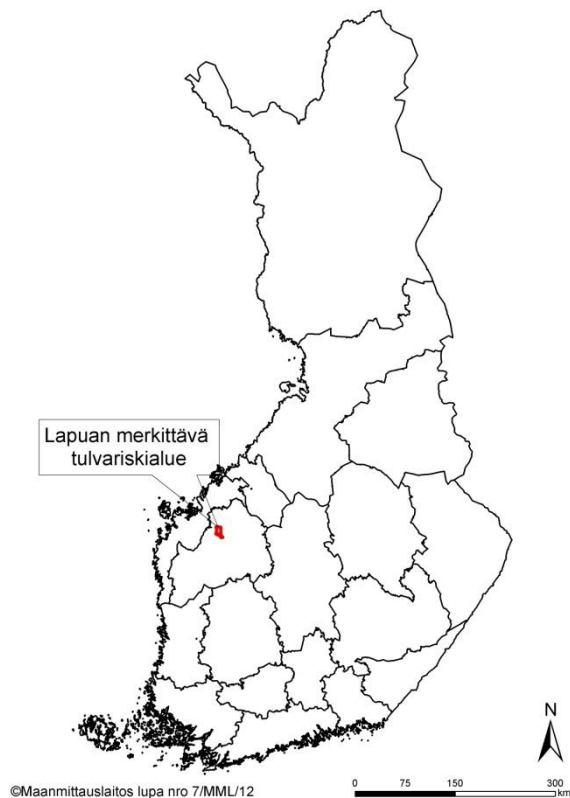 Lapuan merkittävä
tulvariskialue
N
©Maanmittauslaitos lupa nro 7/MML/12
0 75 150 300
km